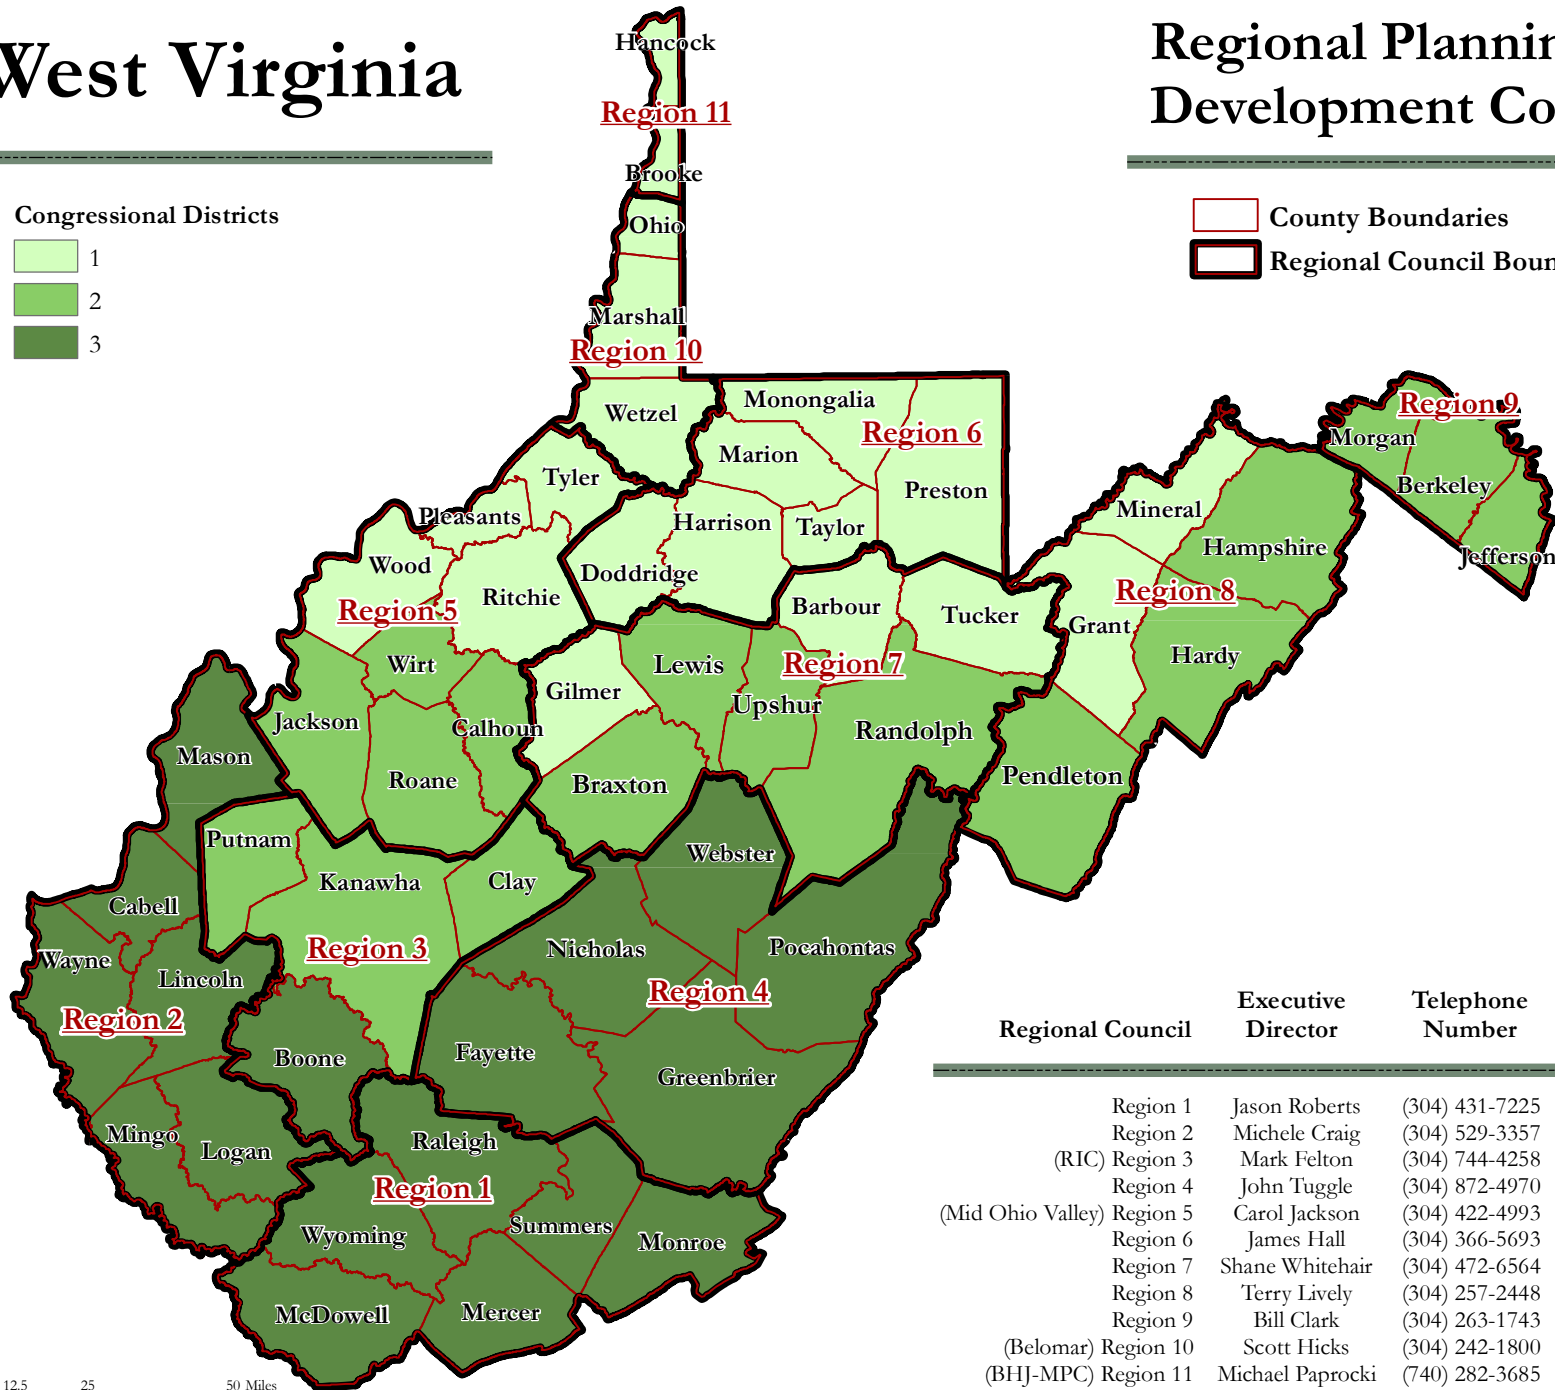 West Virginia
Regional Plannin
Development Co
Congressional Districts
1
2
3
County Boundaries
Regional Council Boun
Hancock
Region 11
Brooke
Ohio
Marshall
Region 10
Wetzel
Monongalia
Region 6
Marion
Preston
Tyler
Pleasants
Harrison
Taylor
Wood
Doddridge
Ritchie
Region 5
Barbour
Tucker
Region 9
Morgan
Berkeley
Jefferson
Mineral
Hampshire
Region 8
Grant
Hardy
Wirt
Lewis
Region 7
Gilmer
Upshur
Jackson
Calhoun
Randolph
Mason
Roane
Braxton
Pendleton
Putnam
Kanawha
Clay
Webster
Cabell
Region 3
Nicholas
Pocahontas
Wayne
Lincoln
Region 4
Region 2
Boone
Fayette
Greenbrier
Mingo
Logan
Raleigh
Region 1
Wyoming
Summers
Monroe
McDowell
Mercer
Regional Council Executive Director Telephone Number
Region 1 Jason Roberts (304) 431-7225
Region 2 Michele Craig (304) 529-3357
(RIC) Region 3 Mark Felton (304) 744-4258
Region 4 John Tuggle (304) 872-4970
(Mid Ohio Valley) Region 5 Carol Jackson (304) 422-4993
Region 6 James Hall (304) 366-5693
Region 7 Shane Whitehair (304) 472-6564
Region 8 Terry Lively (304) 257-2448
Region 9 Bill Clark (304) 263-1743
(Belomar) Region 10 Scott Hicks (304) 242-1800
(BHJ-MPC) Region 11 Michael Paprocki (740) 282-3685
12.5 25 50 Miles